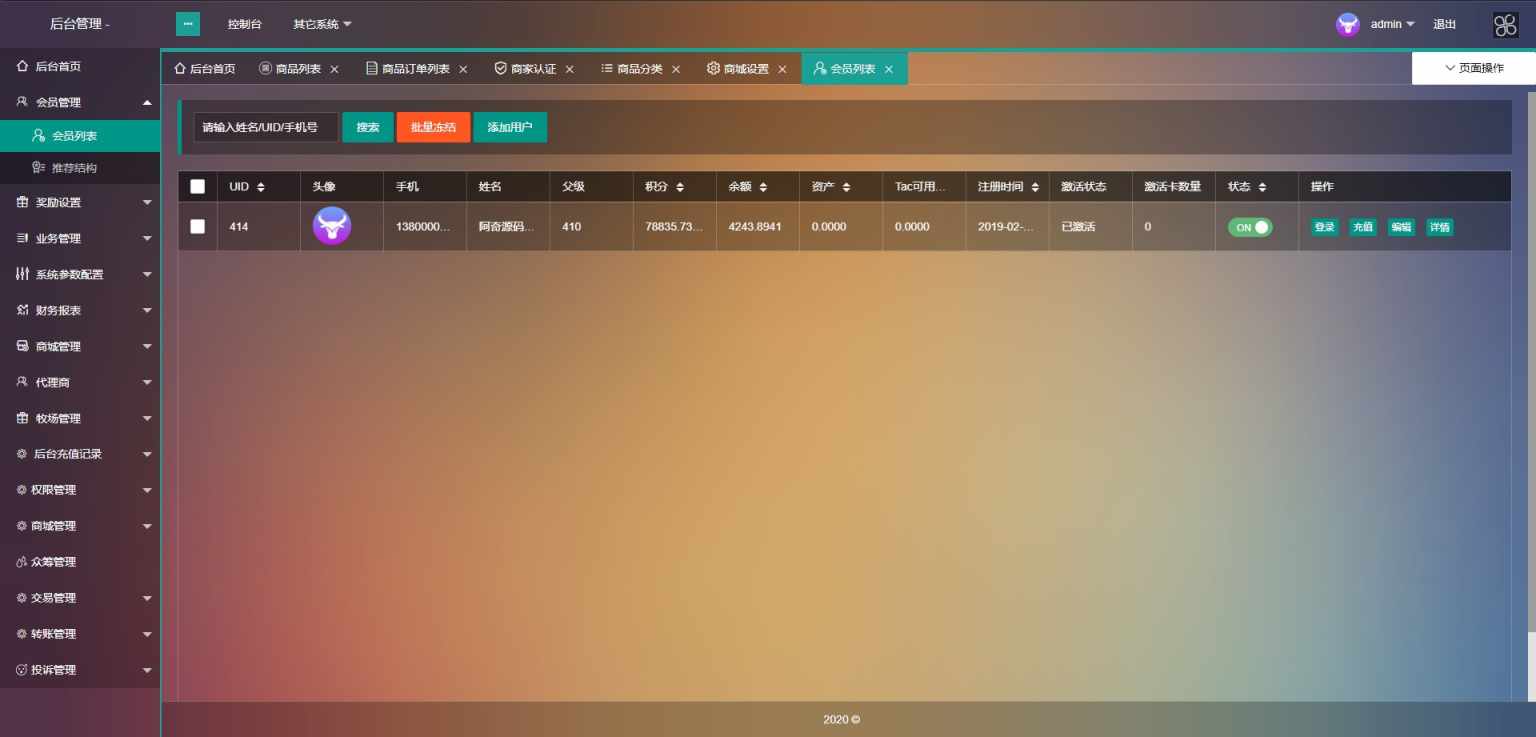 后台管理 -
控制台
其它系统
admin
退出
后台首页
会员管理
会员列表
推荐结构
奖励设置
业务管理
系统参数配置
财务报表
商城管理
代理商
牧场管理
后台充值记录
权限管理
商城管理
众筹管理
交易管理
转账管理
投诉管理
后台首页
商品列表
商品订单列表
商家认证
商品分类
商城设置
会员列表
页面操作
请输入姓名/UID/手机号
搜索
批量冻结
添加用户
UID 头像 手机 姓名 父级 积分 余额 资产 Tac可用... 注册时间 激活状态 激活卡数量 状态 操作
414 1380000... 阿奇源码... 410 78835.73... 4243.8941 0.0000 0.0000 2019-02-... 已激活 0 ON 登录 充值 编辑 详情
2020 ©